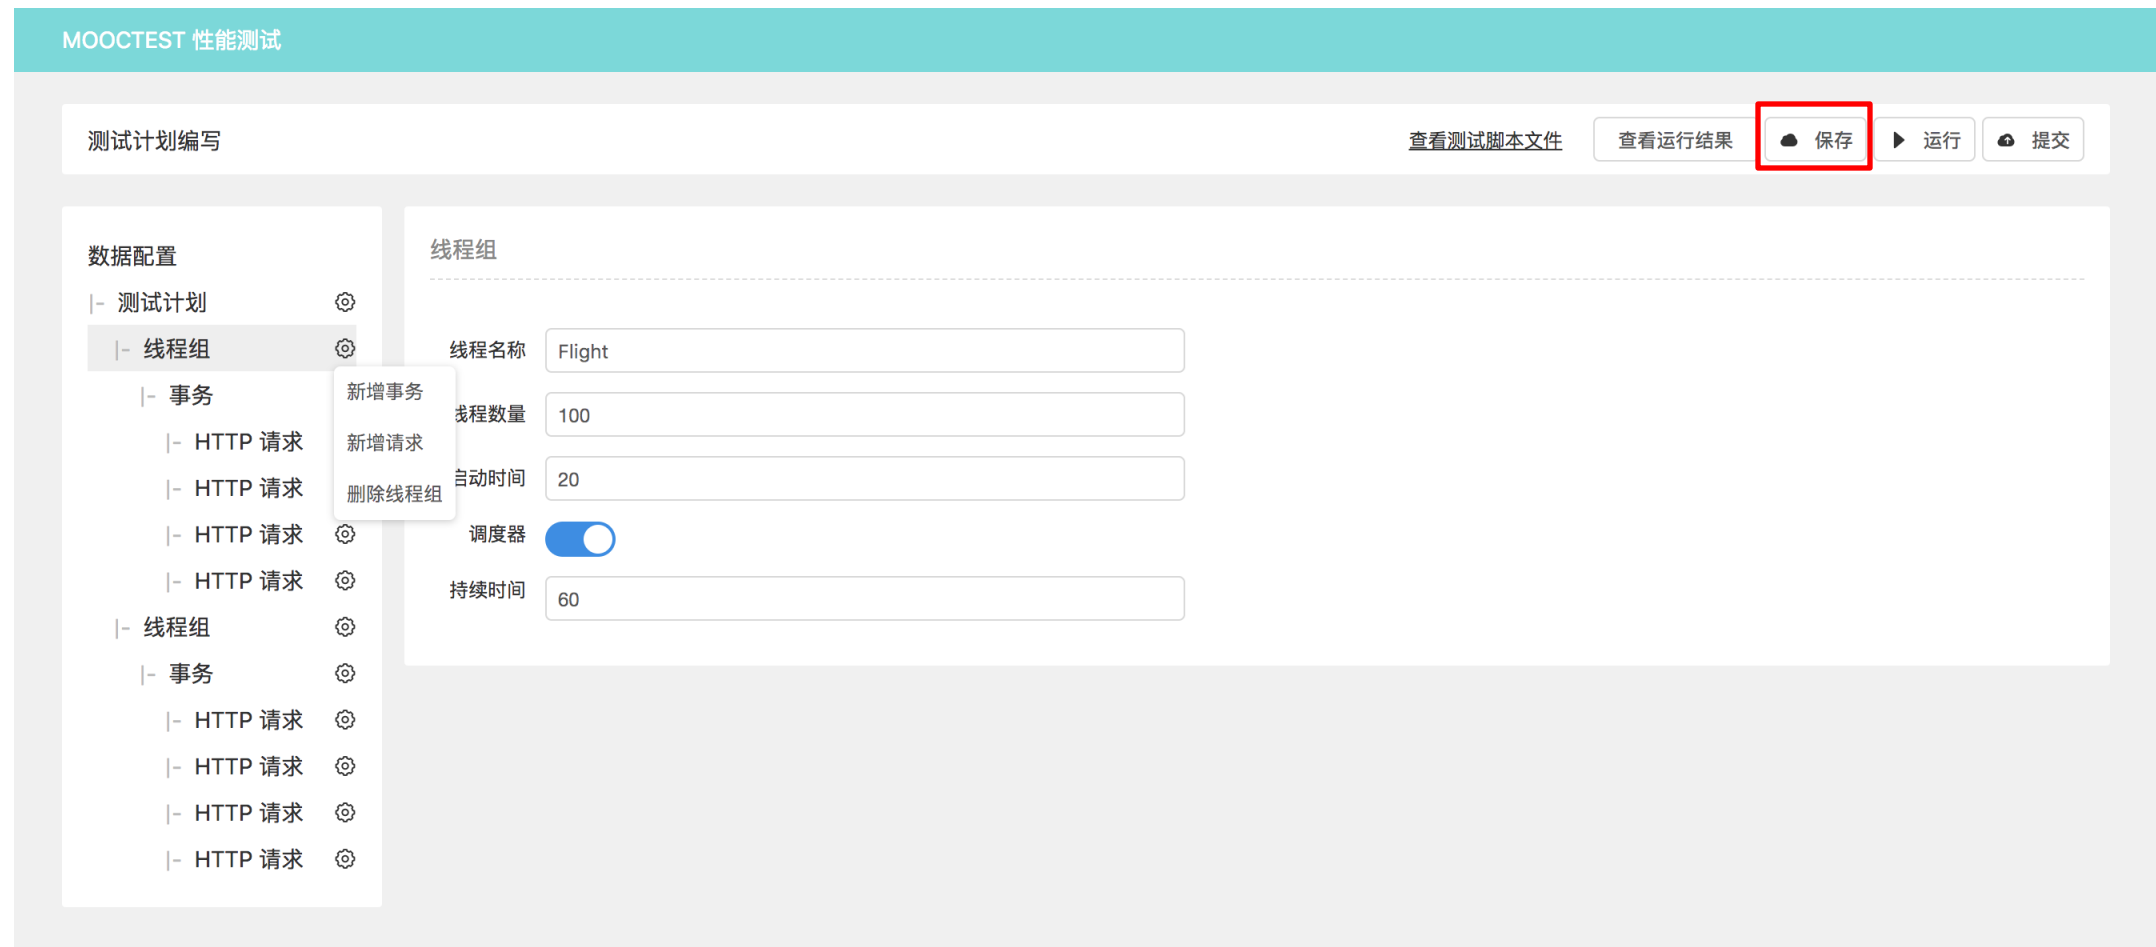 MOOCTEST 性能测试
测试计划编写
查看测试脚本文件
查看运行结果
保存
运行
提交
数据配置
|- 测试计划
|- 线程组
|- 事务
|- HTTP 请求
|- HTTP 请求
|- HTTP 请求
|- HTTP 请求
|- 线程组
|- 事务
|- HTTP 请求
|- HTTP 请求
|- HTTP 请求
|- HTTP 请求
新增事务
新增请求
删除线程组
线程组
线程名称 Flight
线程数量 100
启动时间 20
调度器
持续时间 60